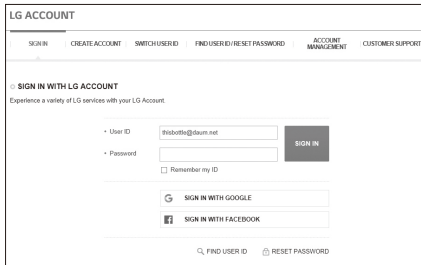 LG ACCOUNT
SIGN IN CREATE ACCOUNT SWITCH USER ID FIND USER ID / RESET PASSWORD ACCOUNT MANAGEMENT CUSTOMER SUPPORT
SIGN IN WITH LG ACCOUNT
Experience a variety of LG services with your LG Account.
• User ID thisbottle@daum.net
SIGN IN
• Password
Remember my ID
G SIGN IN WITH GOOGLE
f SIGN IN WITH FACEBOOK
FIND USER ID RESET PASSWORD